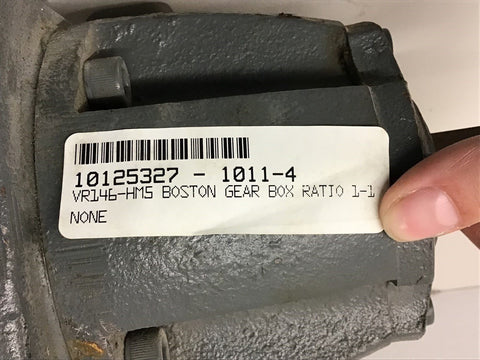 10125327 - 1011-4
VR146-HM5 BOSTON GEAR BOX RATIO 1-1
NONE